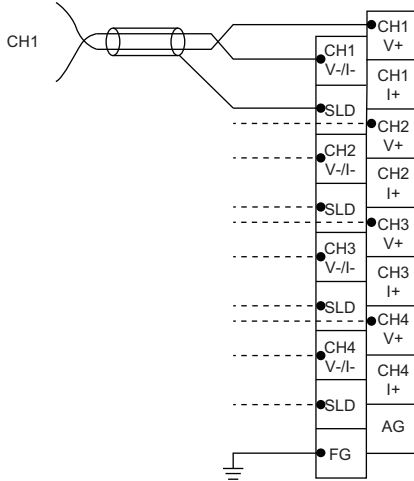 CH1
CH1
V+
CH1
V-/I-
CH1
I+
SLD
CH2
V+
CH2
V-/I-
CH2
I+
SLD
CH3
V+
CH3
V-/I-
CH3
I+
SLD
CH4
V+
CH4
V-/I-
CH4
I+
SLD
AG
FG